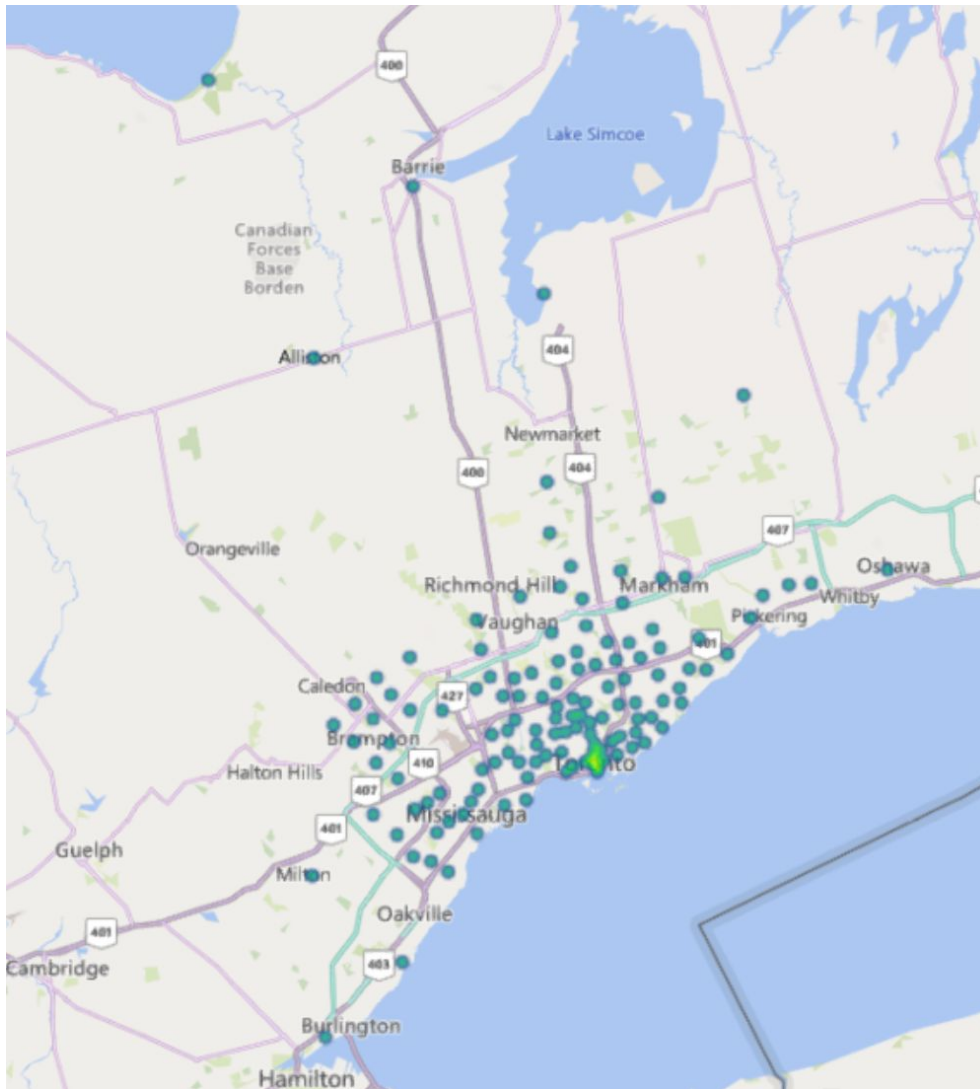 400
Lake Simcoe
Barrie
Canadian
Forces
Base
Borden
Alliston
404
Newmarket
400
404
407
Orangeville
Oshawa
Richmond Hill
Markham
Whitby
Vaughan
Pickering
401
Caledon
427
Brampton
410
Toronto
Halton Hills
407
Mississauga
401
Guelph
Milton
Oakville
401
Cambridge
403
Burlington
Hamilton